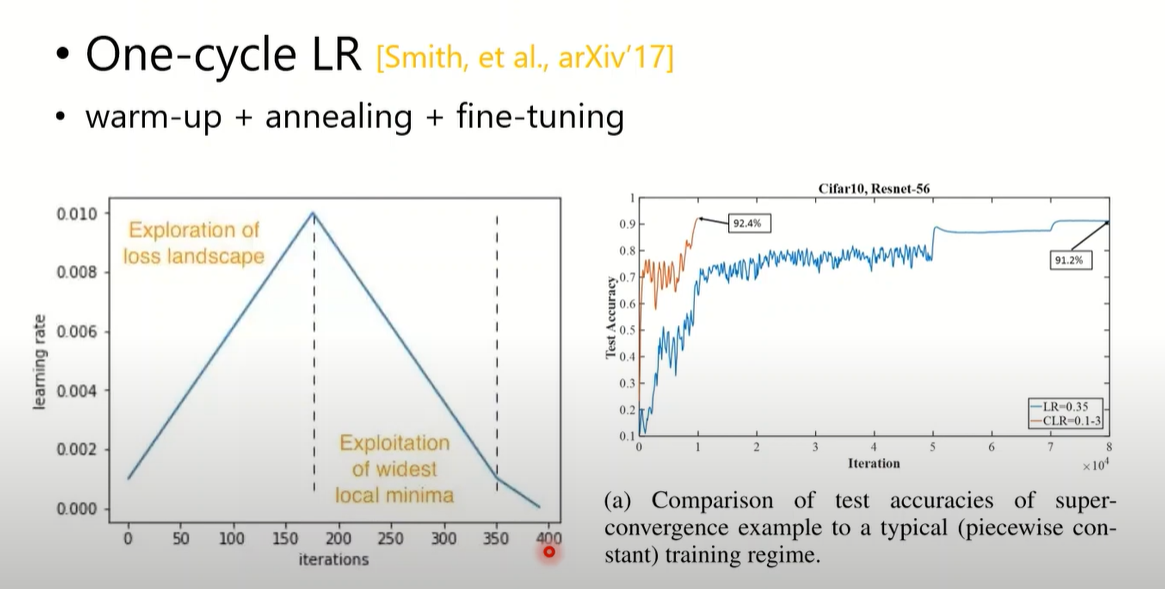 • One-cycle LR [Smith, et al., arXiv'17]
• warm-up + annealing + fine-tuning
0.010
0.008
0.006
0.004
0.002
0.000
learning rate
Exploration of
loss landscape
Exploitation
of widest
local minima
0 50 100 150 200 250 300 350 400
iterations
Cifar10, Resnet-56
1
0.9
0.8
0.7
0.6
0.5
0.4
0.3
0.2
0.1
Test Accuracy
92.4%
91.2%
LR=0.35
CLR=0.1-3
0 1 2 3 4 5 6 7 8
Iteration
×10⁴
(a) Comparison of test accuracies of super-
convergence example to a typical (piecewise con-
stant) training regime.